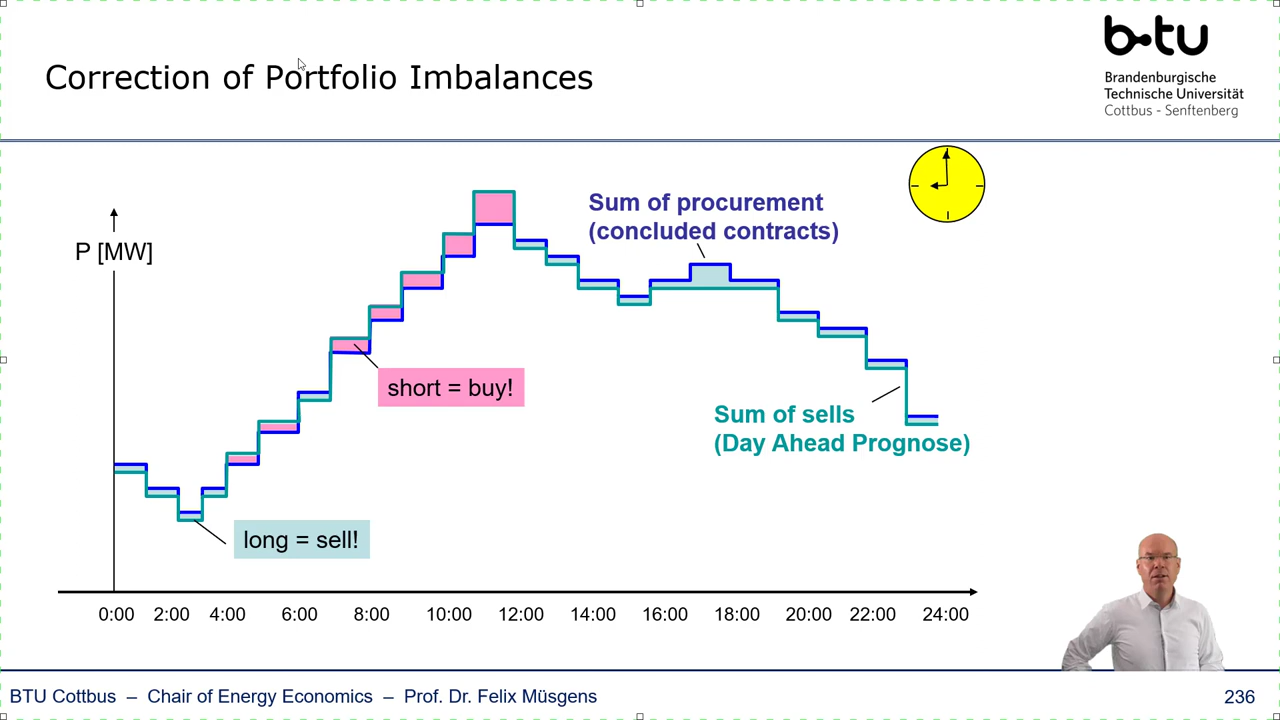 Correction of Portfolio Imbalances
b-tu
Brandenburgische
Technische Universität
Cottbus - Senftenberg
P [MW]
Sum of procurement
(concluded contracts)
short = buy!
Sum of sells
(Day Ahead Prognose)
long = sell!
0:00 2:00 4:00 6:00 8:00 10:00 12:00 14:00 16:00 18:00 20:00 22:00 24:00
BTU Cottbus – Chair of Energy Economics – Prof. Dr. Felix Müsgens
236